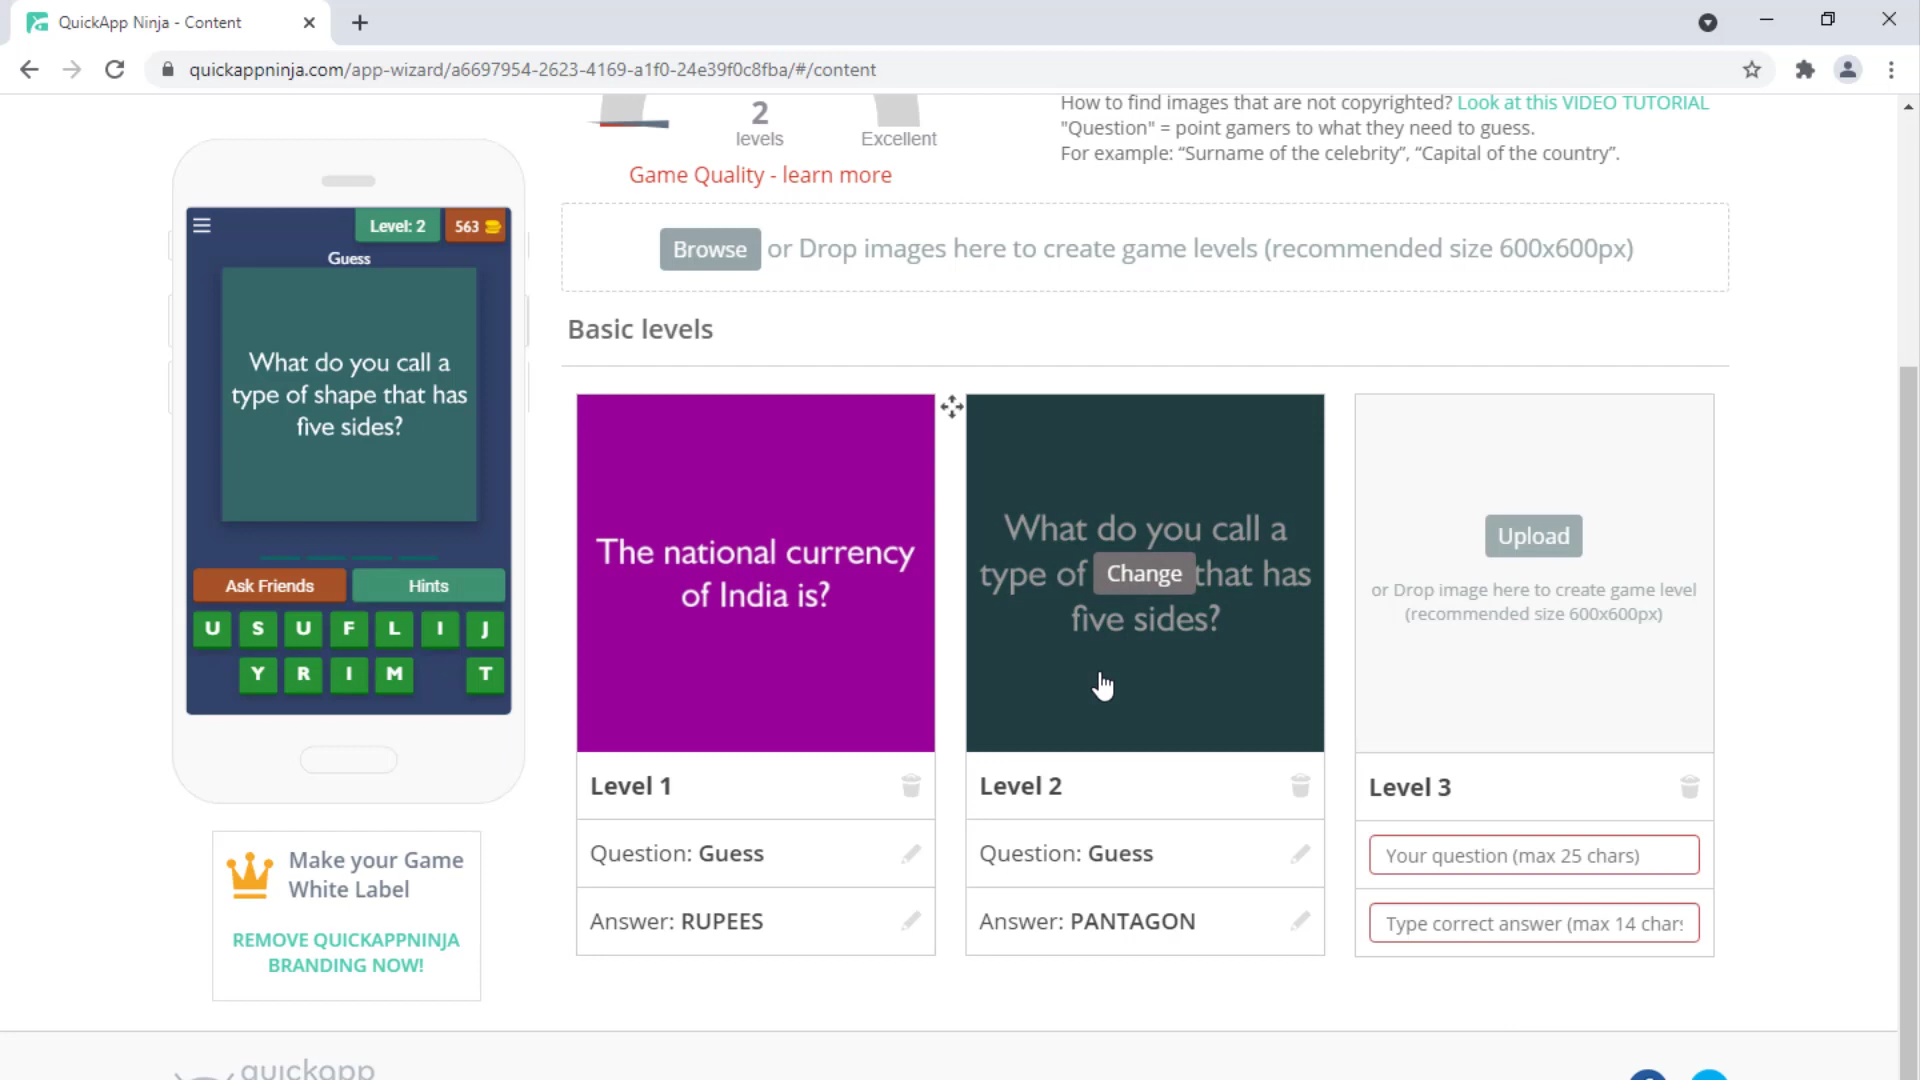 QuickApp Ninja - Content
quickappninja.com/app-wizard/a6697954-2623-4169-a1f0-24e39f0c8fba/#/content
2
levels
Excellent
Game Quality - learn more
How to find images that are not copyrighted? Look at this VIDEO TUTORIAL
"Question" = point gamers to what they need to guess.
For example: “Surname of the celebrity”, “Capital of the country”.
Browse or Drop images here to create game levels (recommended size 600x600px)
Level: 2
563
Guess
What do you call a
type of shape that has
five sides?
Ask Friends
Hints
U S U F L I J
Y R I M T
Make your Game
White Label
REMOVE QUICKAPPNINJA
BRANDING NOW!
Basic levels
The national currency
of India is?
Level 1
Question: Guess
Answer: RUPEES
What do you call a
type of Change that has
five sides?
Level 2
Question: Guess
Answer: PANTAGON
Upload
or Drop image here to create game level
(recommended size 600x600px)
Level 3
Your question (max 25 chars)
Type correct answer (max 14 chars
quickapp